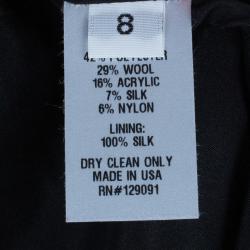 8
42% POLYESTER
29% WOOL
16% ACRYLIC
7% SILK
6% NYLON
LINING:
100% SILK
DRY CLEAN ONLY
MADE IN USA
RN#129091